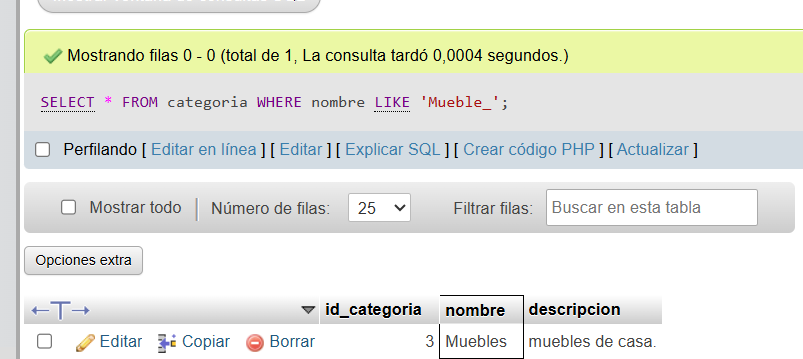 Mostrando filas 0 - 0 (total de 1, La consulta tardó 0,0004 segundos.)
SELECT * FROM categoria WHERE nombre LIKE 'Mueble_';
Perfilando [ Editar en línea ] [ Editar ] [ Explicar SQL ] [ Crear código PHP ] [ Actualizar ]
Mostrar todo Número de filas: 25 Filtrar filas: Buscar en esta tabla
Opciones extra
←T→ id_categoria nombre descripcion
Editar Copiar Borrar 3 Muebles muebles de casa.